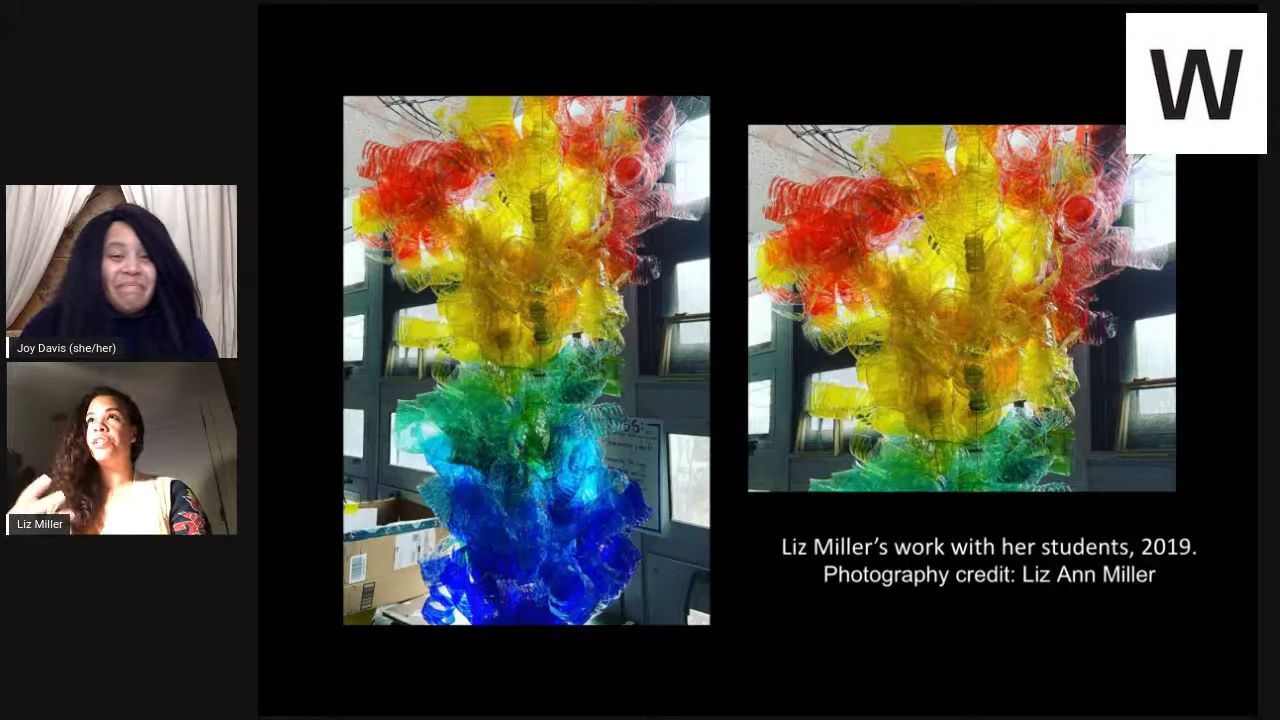 W
Joy Davis (she/her)
Liz Miller
Liz Miller's work with her students, 2019.
Photography credit: Liz Ann Miller